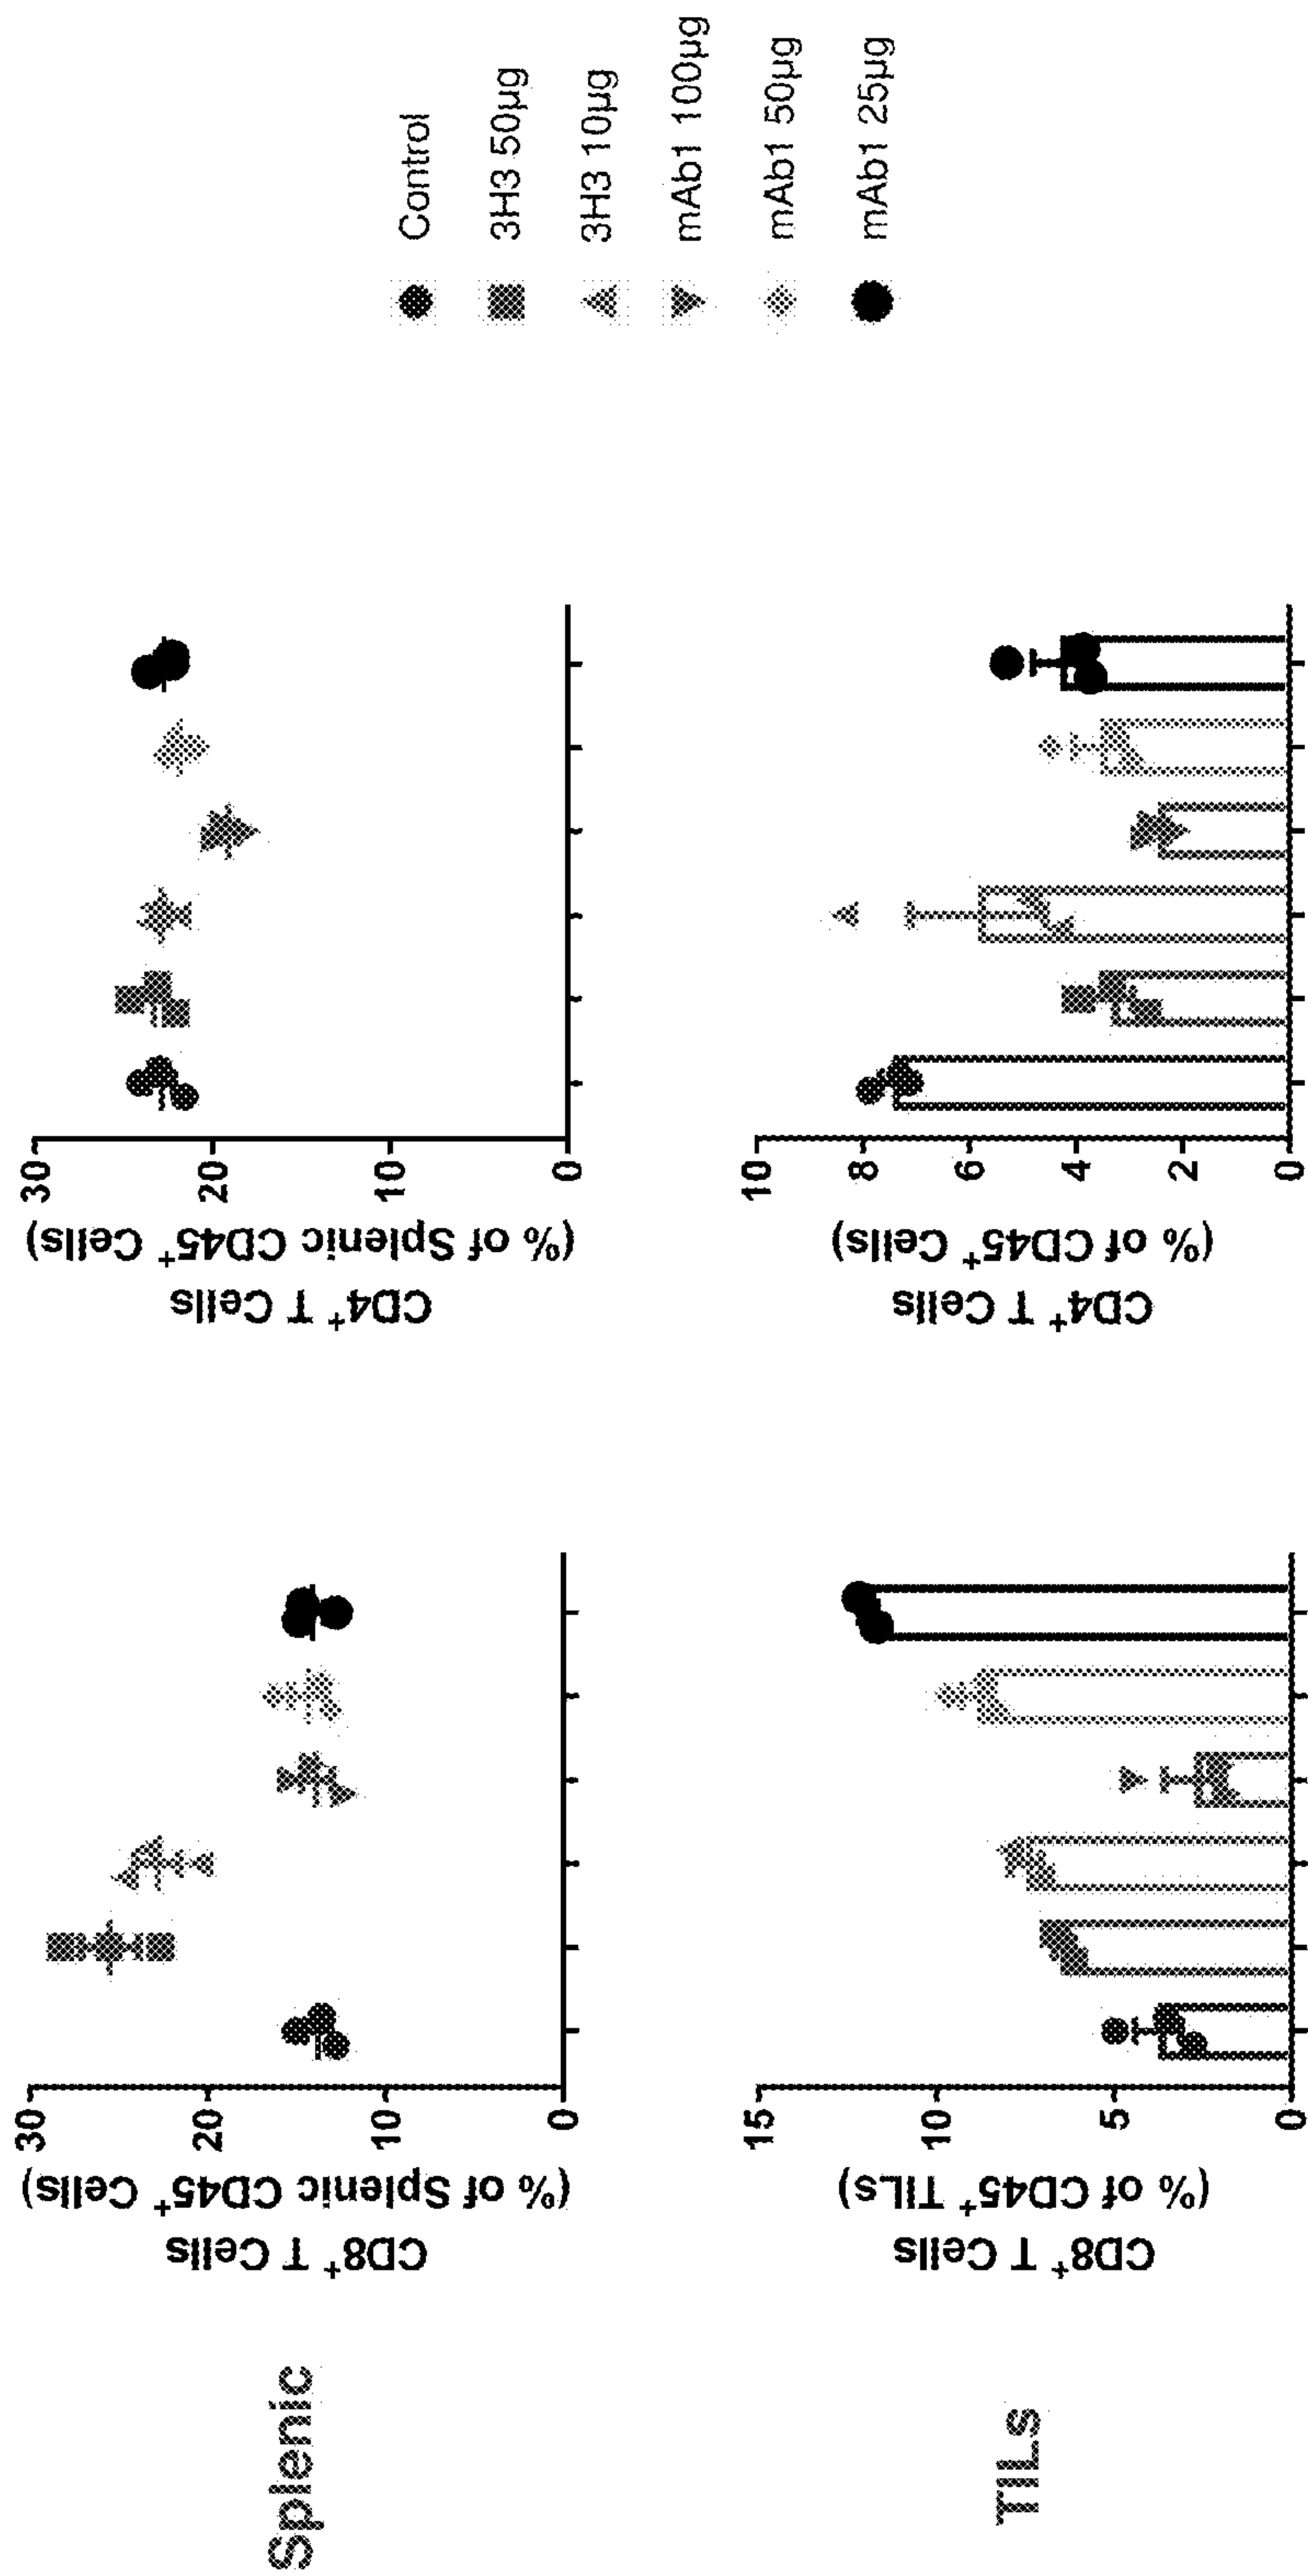 Splenic
CD8+ T Cells
(% of Splenic CD45+ Cells)
30
20
10
0
CD4+ T Cells
(% of Splenic CD45+ Cells)
30
20
10
0
TILs
CD8+ T Cells
(% of CD45+ TILs)
15
10
5
0
CD4+ T Cells
(% of CD45+ Cells)
10
8
6
4
2
0
Control
3H3 50µg
3H3 10µg
mAb1 100µg
mAb1 50µg
mAb1 25µg